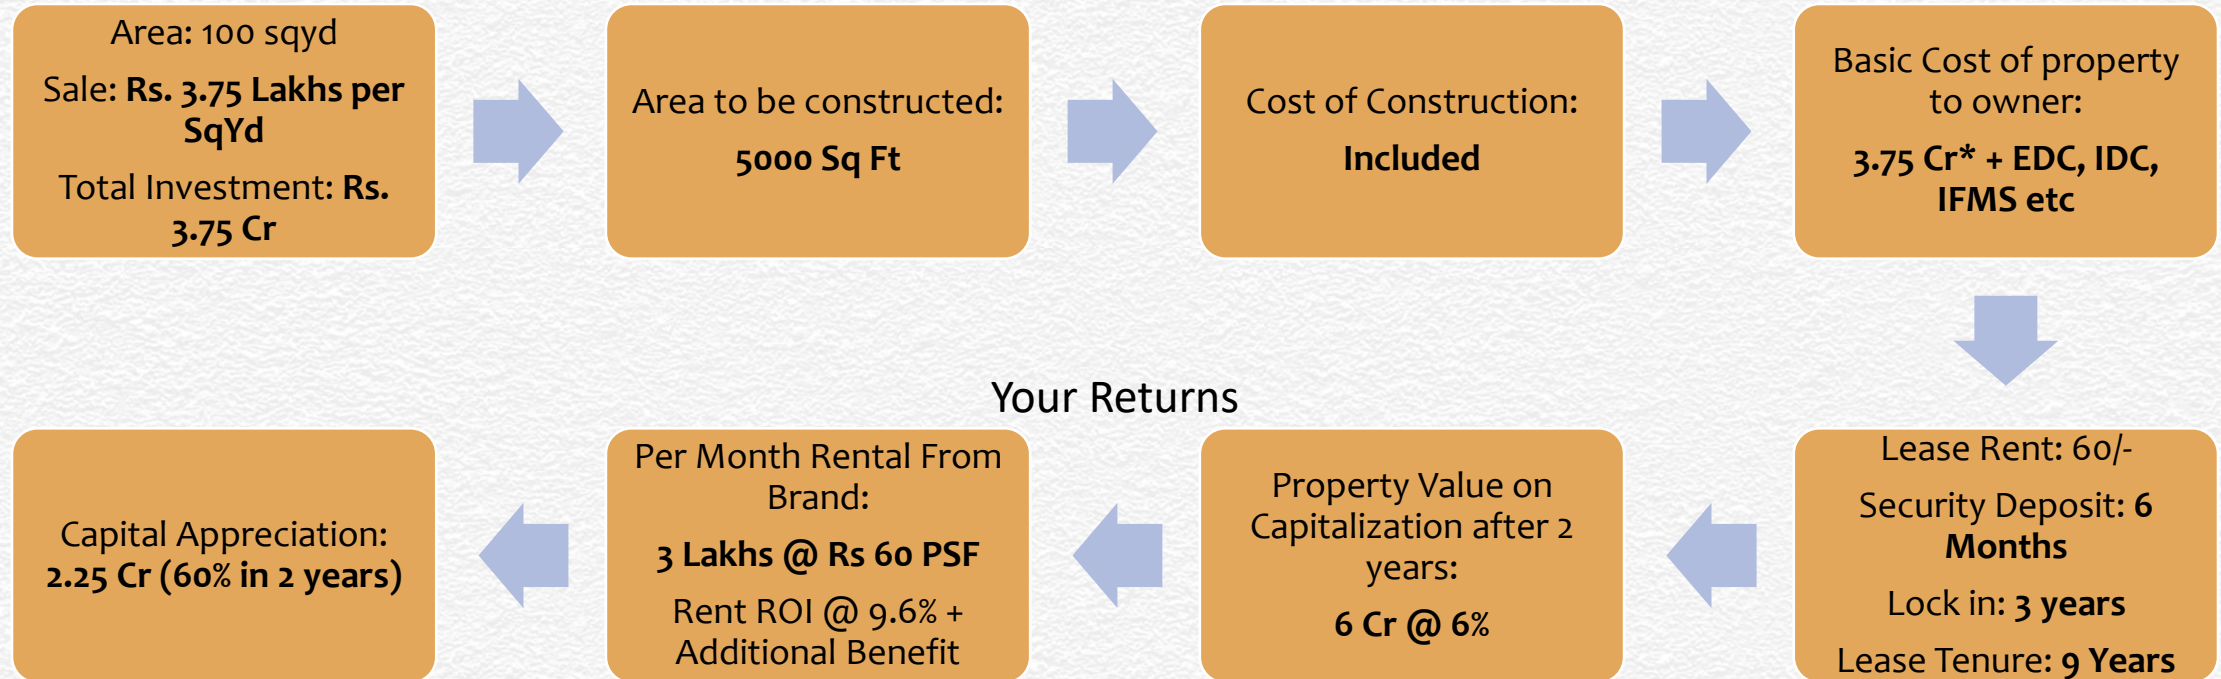 Area: 100 sqyd
Sale: Rs. 3.75 Lakhs per
SqYd
Total Investment: Rs.
3.75 Cr
Area to be constructed:
5000 Sq Ft
Cost of Construction:
Included
Basic Cost of property
to owner:
3.75 Cr* + EDC, IDC,
IFMS etc
Your Returns
Lease Rent: 60/-
Security Deposit: 6
Months
Lock in: 3 years
Lease Tenure: 9 Years
Property Value on
Capitalization after 2
years:
6 Cr @ 6%
Per Month Rental From
Brand:
3 Lakhs @ Rs 60 PSF
Rent ROI @ 9.6% +
Additional Benefit
Capital Appreciation:
2.25 Cr (60% in 2 years)